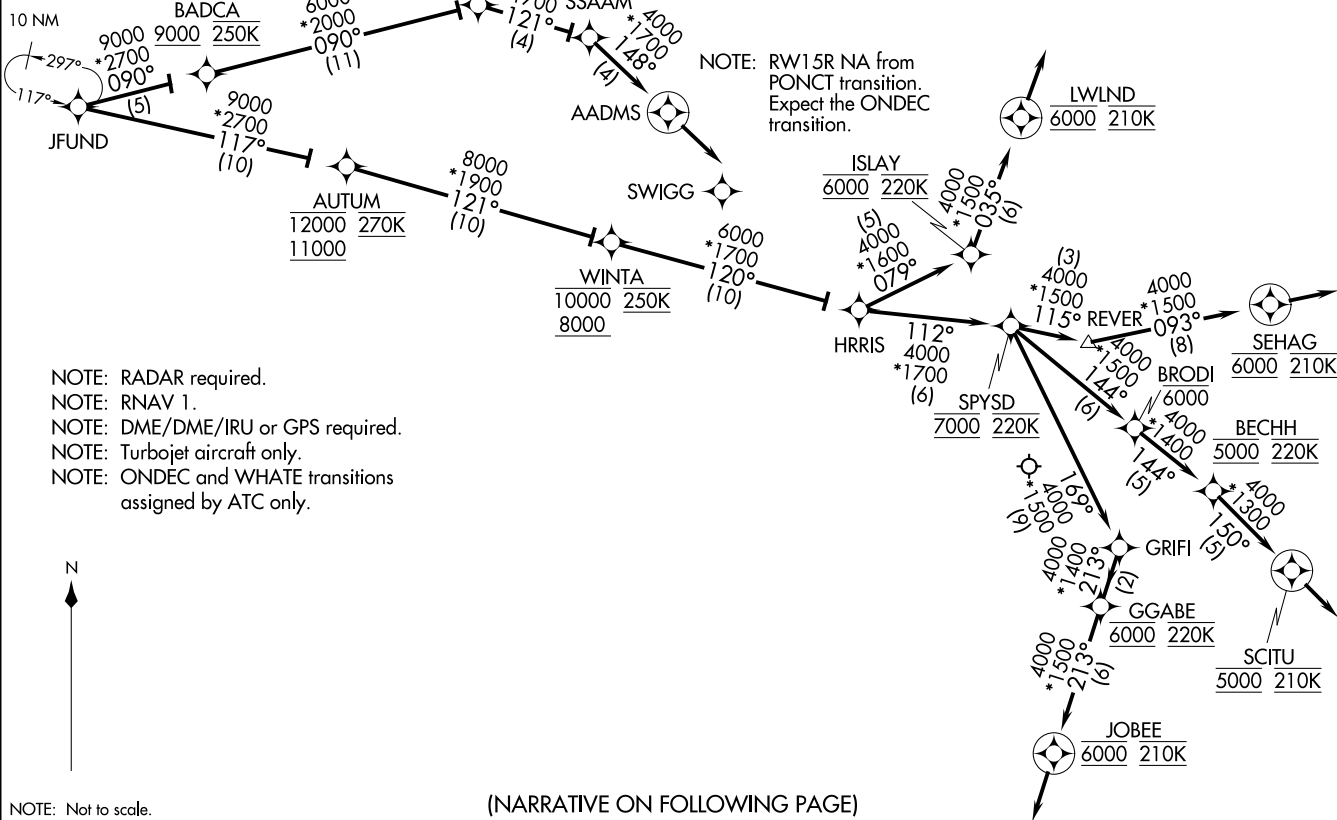 10 NM
297°
117°
JFUND
9000
*2700
090°
(5)
BADCA
9000 250K
6000
*2000
090°
(11)
121°
(4)
SSAAM
4000
*1700
148°
(4)
AADMS
SWIGG
NOTE: RW15R NA from
PONCT transition.
Expect the ONDEC
transition.
9000
*2700
117°
(10)
AUTUM
12000 270K
11000
8000
*1900
121°
(10)
WINTA
10000 250K
8000
6000
*1700
120°
(10)
HRRIS
(5)
4000
*1600
079°
ISLAY
6000 220K
4000
*1500
035°
(6)
LWLND
6000 210K
112°
4000
*1700
(6)
SPYSD
7000 220K
(3)
4000
*1500
115°
REVER
4000
*1500
093°
(8)
SEHAG
6000 210K
4000
*1500
144°
(6)
BRODI
6000
4000
*1400
144°
(5)
BECHH
5000 220K
4000
*1300
150°
(5)
SCITU
5000 210K
169°
4000
*1500
(9)
GRIFI
4000
*1400
213°
(2)
GGABE
6000 220K
4000
*1500
213°
(6)
JOBEE
6000 210K
NOTE: RADAR required.
NOTE: RNAV 1.
NOTE: DME/DME/IRU or GPS required.
NOTE: Turbojet aircraft only.
NOTE: ONDEC and WHATE transitions
assigned by ATC only.
N
NOTE: Not to scale.
(NARRATIVE ON FOLLOWING PAGE)